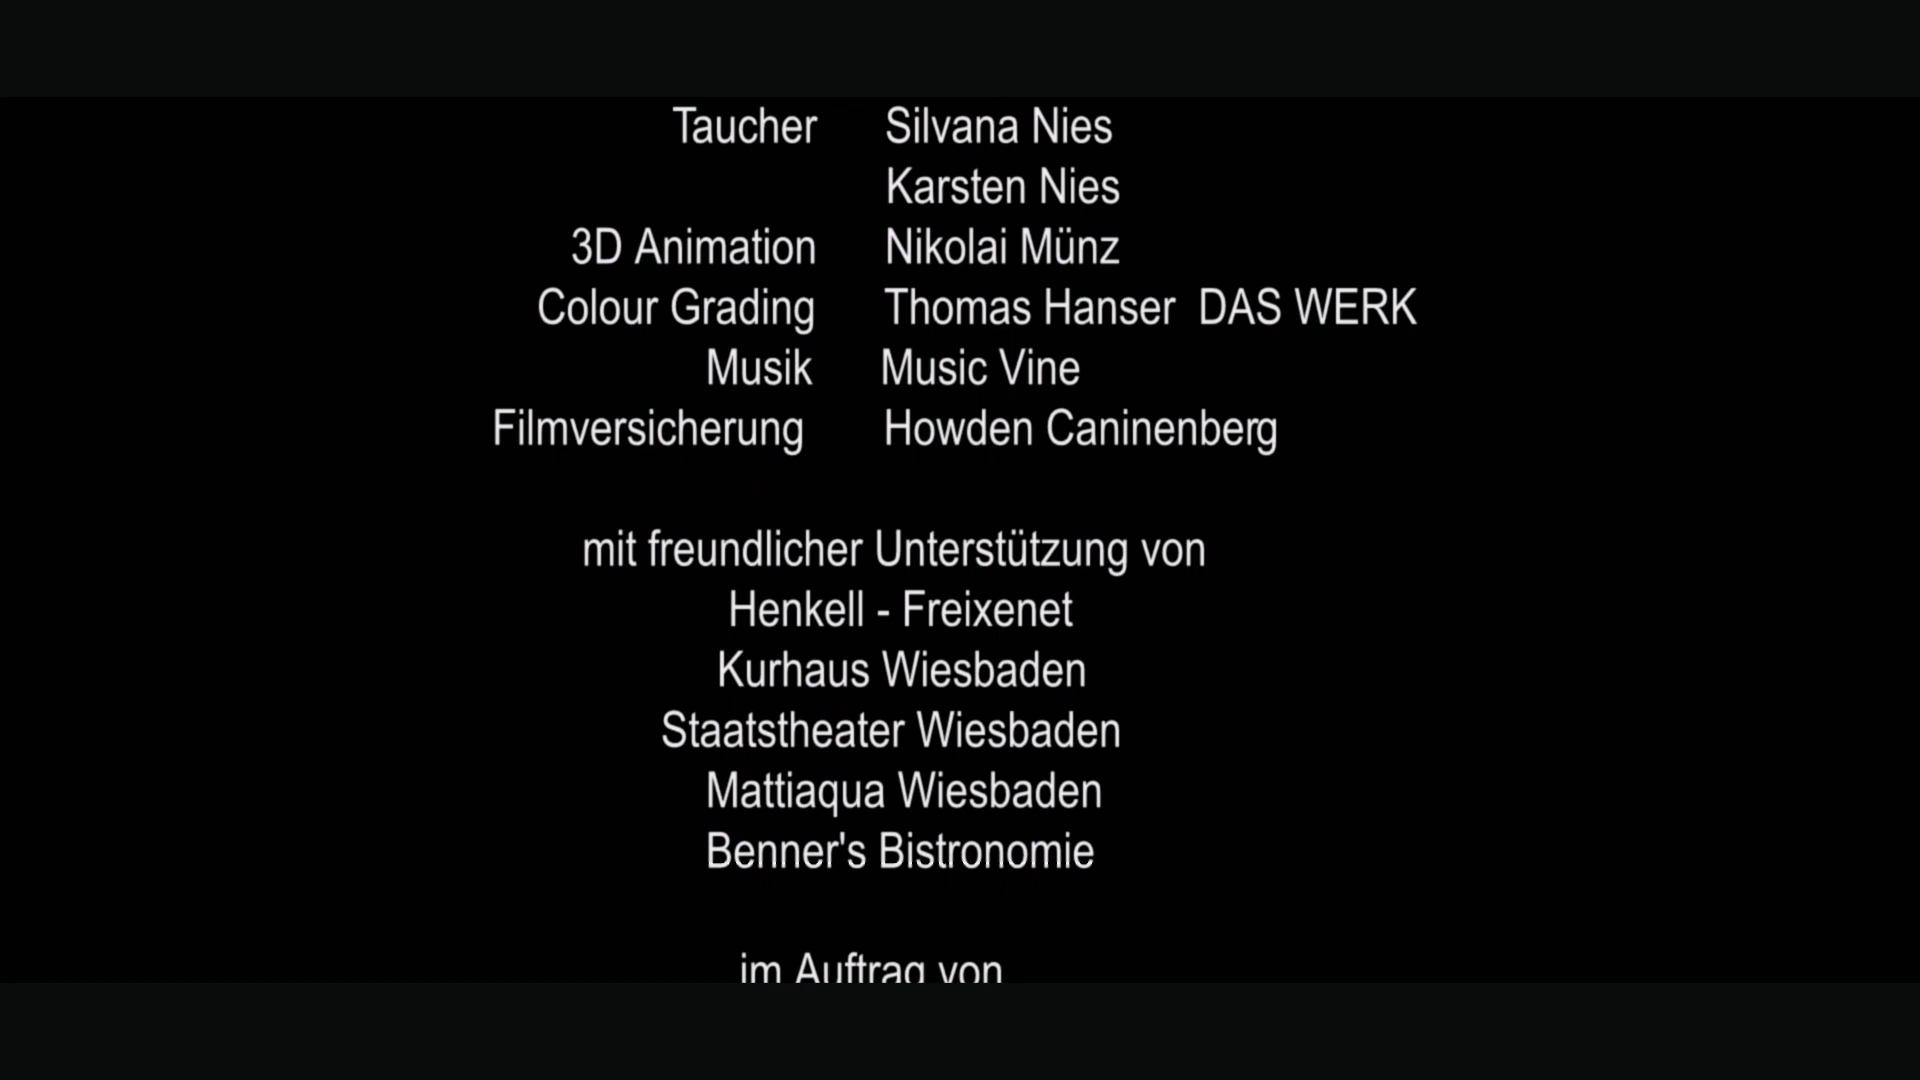 Taucher Silvana Nies
Karsten Nies
3D Animation Nikolai Münz
Colour Grading Thomas Hanser DAS WERK
Musik Music Vine
Filmversicherung Howden Caninenberg
mit freundlicher Unterstützung von
Henkell - Freixenet
Kurhaus Wiesbaden
Staatstheater Wiesbaden
Mattiaqua Wiesbaden
Benner's Bistronomie
im Auftrag von